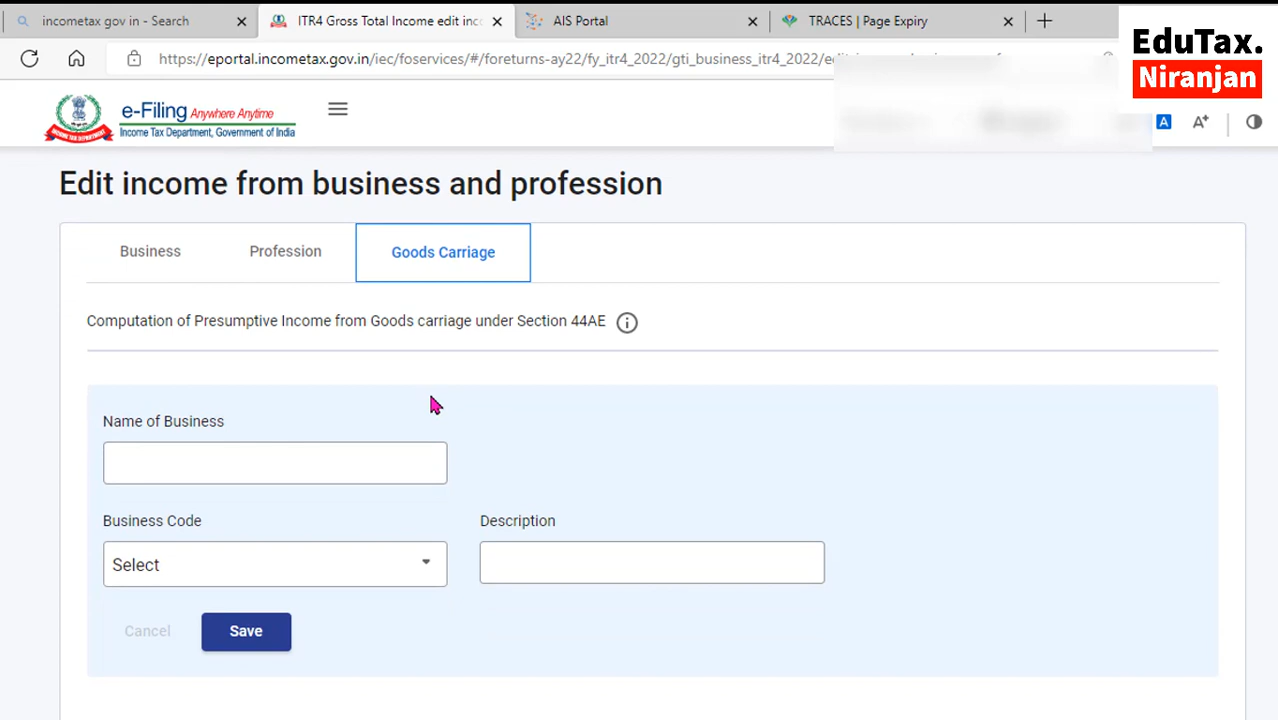 incometax gov in - Search
ITR4 Gross Total Income edit inc
AIS Portal
TRACES | Page Expiry
https://eportal.incometax.gov.in/iec/foservices/#/foreturns-ay22/fy_itr4_2022/gti_business_itr4_2022/
EduTax.
Niranjan
e-Filing Anywhere Anytime
Income Tax Department, Government of India
A
A+
Edit income from business and profession
Business
Profession
Goods Carriage
Computation of Presumptive Income from Goods carriage under Section 44AE
Name of Business
Business Code
Description
Select
Cancel
Save